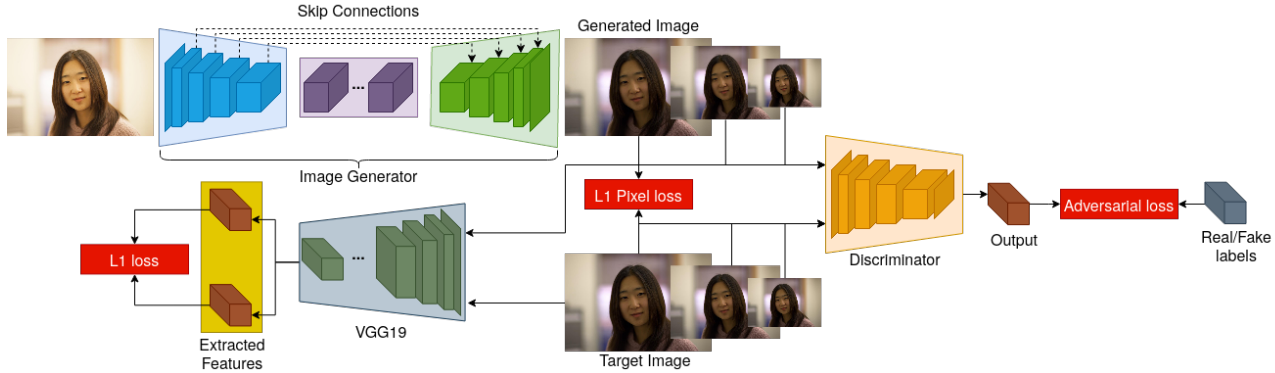 Skip Connections
Generated Image
...
Image Generator
L1 Pixel loss
Adversarial loss
Output
Real/Fake
labels
Discriminator
L1 loss
...
VGG19
Extracted
Features
Target Image